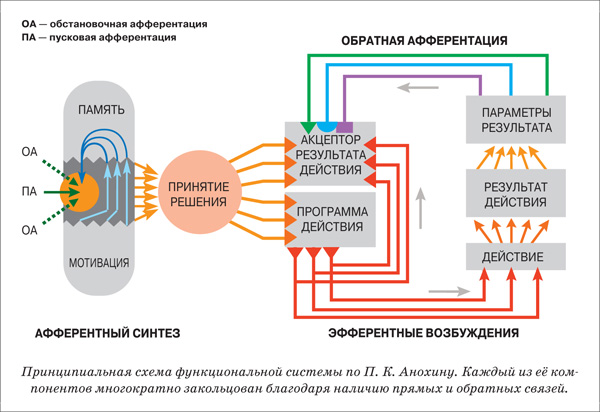 ОА — обстановочная афферентация
ПА — пусковая афферентация
ОБРАТНАЯ АФФЕРЕНТАЦИЯ
ПАМЯТЬ
ОА
ПА
ОА
МОТИВАЦИЯ
ПРИНЯТИЕ
РЕШЕНИЯ
АКЦЕПТОР
РЕЗУЛЬТАТА
ДЕЙСТВИЯ
ПРОГРАММА
ДЕЙСТВИЯ
ПАРАМЕТРЫ
РЕЗУЛЬТАТА
РЕЗУЛЬТАТ
ДЕЙСТВИЯ
ДЕЙСТВИЕ
АФФЕРЕНТНЫЙ СИНТЕЗ
ЭФФЕРЕНТНЫЕ ВОЗБУЖДЕНИЯ
Принципиальная схема функциональной системы по П. К. Анохину. Каждый из её ком-
понентов многократно закольцован благодаря наличию прямых и обратных связей.